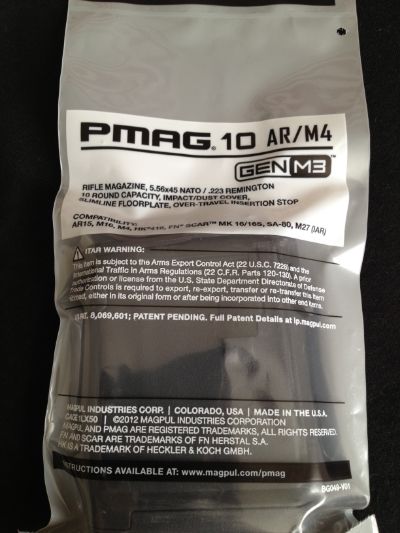 PMAG® 10 AR/M4
GEN M3™
RIFLE MAGAZINE, 5.56x45 NATO / .223 REMINGTON
10 ROUND CAPACITY, IMPACT/DUST COVER,
SLIMLINE FLOORPLATE, OVER-TRAVEL INSERTION STOP
COMPATIBILITY:
AR15, M16, M4, HK®416, FN® SCAR™ MK 16/16S, SA-80, M27 (IAR)
ITAR WARNING:
This item is subject to the Arms Export Control Act (22 U.S.C. 7226) and the
International Traffic in Arms Regulations (22 C.F.R. Parts 120-130). A prior
authorization or license from the U.S. State Department Directorate of Defense
Trade Controls is required to export, re-export, transfer or re-transfer this item
either in its original form or after being incorporated into other end items.
PAT. 8,069,601; PATENT PENDING. Full Patent Details at ip.magpul.com
MAGPUL INDUSTRIES CORP. | COLORADO, USA | MADE IN THE U.S.A.
CAGE 1LX50 | ©2012 MAGPUL INDUSTRIES CORPORATION
MAGPUL AND PMAG ARE REGISTERED TRADEMARKS, ALL RIGHTS RESERVED.
FN AND SCAR ARE TRADEMARKS OF FN HERSTAL S.A.
HK IS A TRADEMARK OF HECKLER & KOCH GMBH.
INSTRUCTIONS AVAILABLE AT: www.magpul.com/pmag
BG049-V01